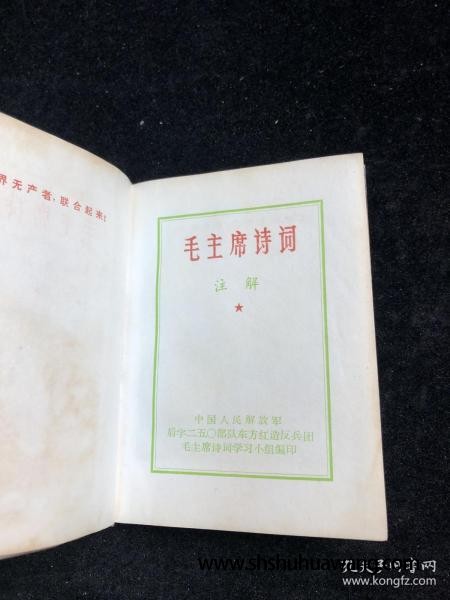 界无产者，联合起来！
毛主席诗词
注解
中国人民解放军
后字二五〇部队东方红造反兵团
毛主席诗词学习小组编印
孔夫子旧书网
www.kongfz.com